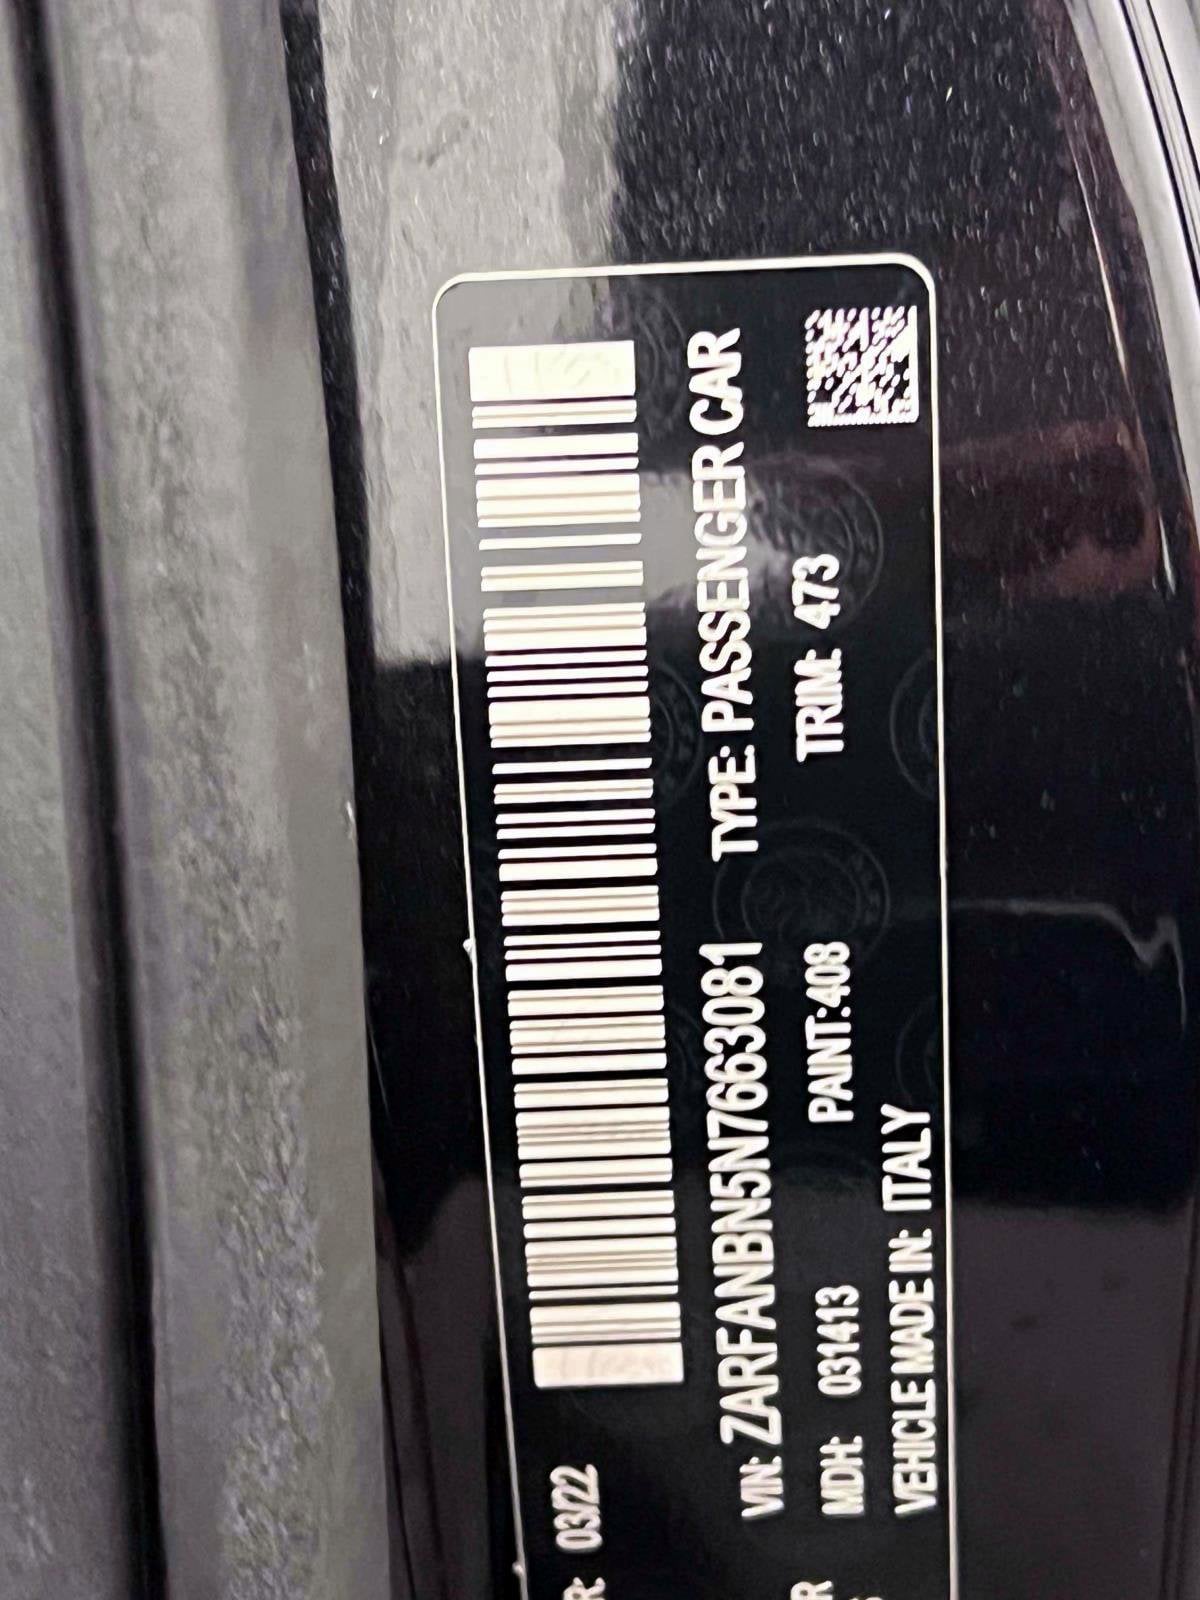 R: 03/22
VIN: ZARFANBN5N7663081 TYPE: PASSENGER CAR
MDH: 031413 PAINT:408 TRIM: 473
VEHICLE MADE IN: ITALY